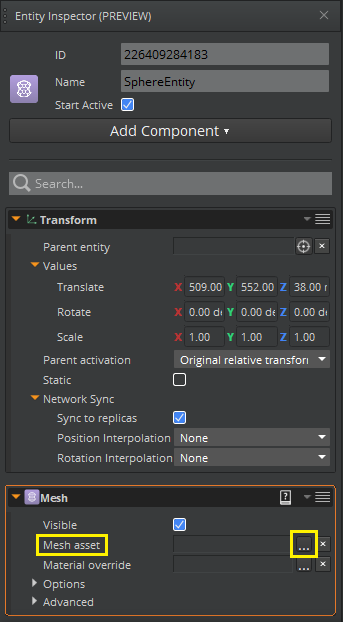 Entity Inspector (PREVIEW)
ID 226409284183
Name SphereEntity
Start Active
Add Component
Search...
Transform
Parent entity
Values
Translate X 509.00 Y 552.00 Z 38.00 m
Rotate X 0.00 de Y 0.00 de Z 0.00 de
Scale X 1.00 Y 1.00 Z 1.00
Parent activation Original relative transforı
Static
Network Sync
Sync to replicas
Position Interpolation None
Rotation Interpolation None
Mesh ?
Visible
Mesh asset ...
Material override ...
Options
Advanced